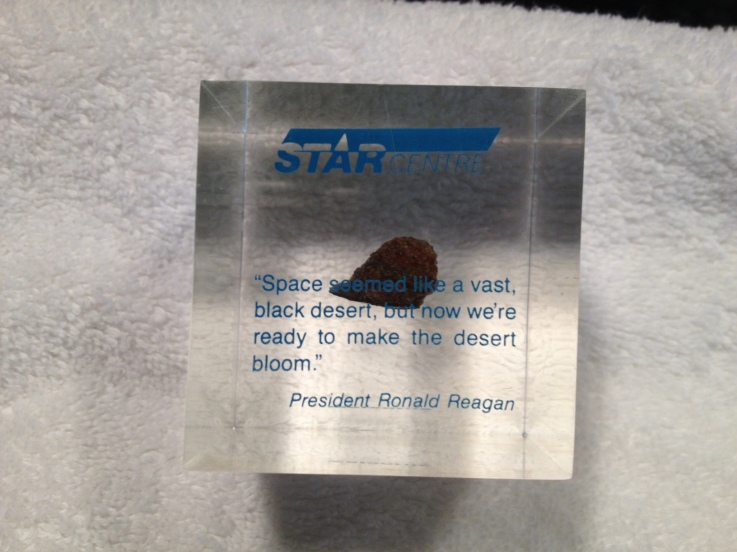 STAR CENTRE
“Space seemed like a vast,
black desert, but now we're
ready to make the desert
bloom.”
President Ronald Reagan